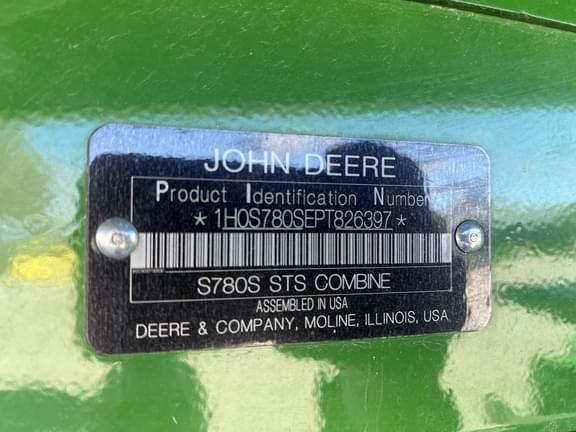 JOHN DEERE
Product Identification Number
*1H0S780SEPT826397*
S780S STS COMBINE
ASSEMBLED IN USA
DEERE & COMPANY, MOLINE, ILLINOIS, USA